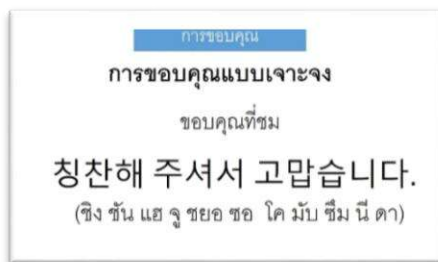 การขอบคุณ
การขอบคุณแบบเจาะจง
ขอบคุณที่ชม
칭찬해 주셔서 고맙습니다.
(ชิง ชัน แฮ จู ชยอ ซอ โค มับ ซึม นี ดา)